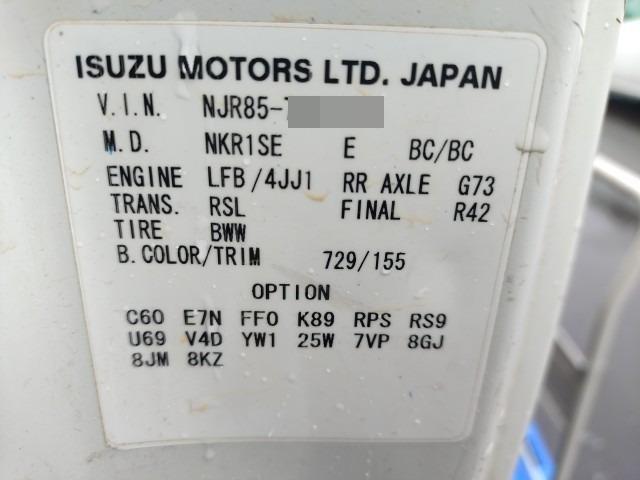 ISUZU MOTORS LTD. JAPAN
V.I.N. NJR85-
M.D. NKR1SE E BC/BC
ENGINE LFB/4JJ1 RR AXLE G73
TRANS. RSL FINAL R42
TIRE BWW
B.COLOR/TRIM 729/155
OPTION
C60 E7N FF0 K89 RPS RS9
U69 V4D YW1 25W 7VP 8GJ
8JM 8KZ